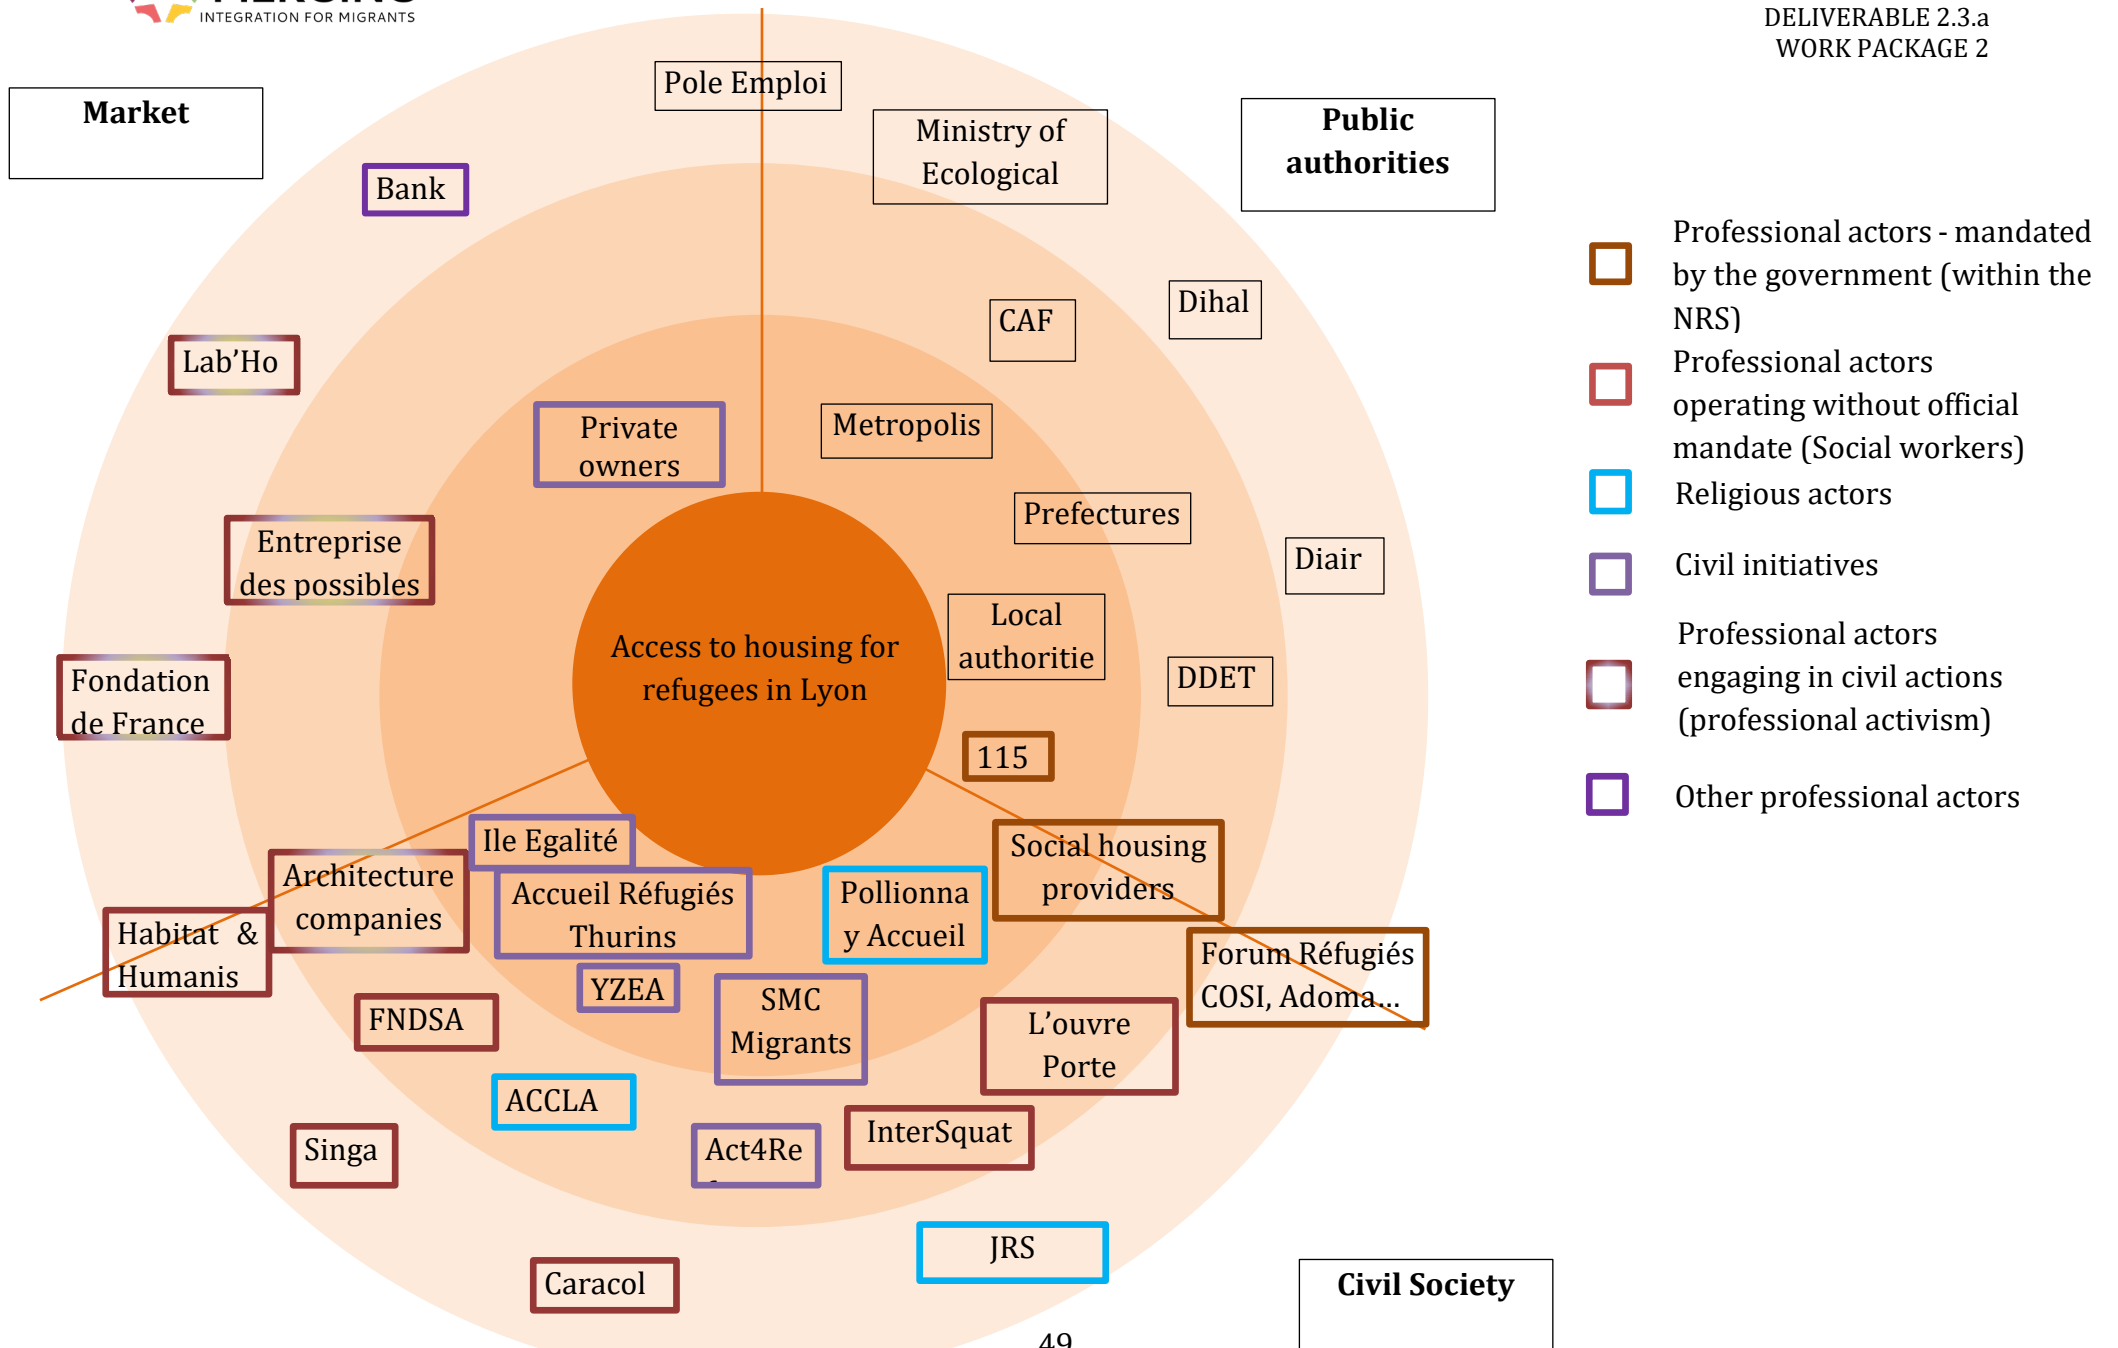 INTEGRATION FOR MIGRANTS
DELIVERABLE 2.3.a
WORK PACKAGE 2
Market
Public
authorities
Pole Emploi
Ministry of
Ecological
Bank
Dihal
CAF
Lab’Ho
Private
owners
Metropolis
Prefectures
Entreprise
des possibles
Diair
Local
authoritie
Access to housing for
refugees in Lyon
DDET
Fondation
de France
115
Ile Egalité
Social housing
providers
Architecture
companies
Accueil Réfugiés
Thurins
Pollionna
y Accueil
Habitat & 
Humanis
Forum Réfugiés
COSI, Adoma...
YZEA
SMC
Migrants
FNDSA
L’ouvre
Porte
ACCLA
InterSquat
Singa
Act4Re
JRS
Caracol
Civil Society
Professional actors - mandated
by the government (within the
NRS)
Professional actors
operating without official
mandate (Social workers)
Religious actors
Civil initiatives
Professional actors
engaging in civil actions
(professional activism)
Other professional actors
49